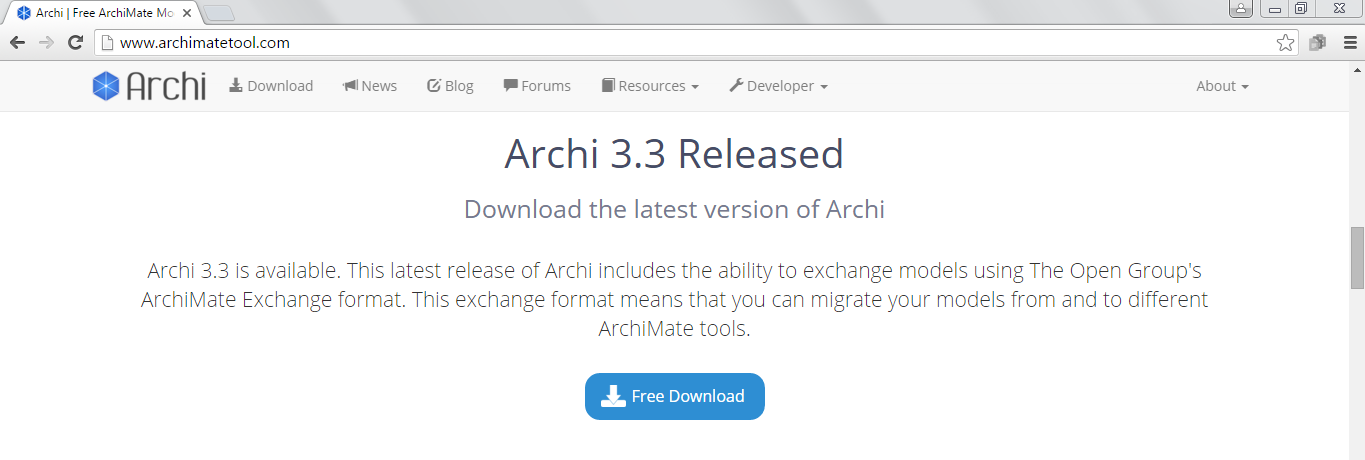 Archi | Free ArchiMate Mo
www.archimatetool.com
Archi Download News Blog Forums Resources Developer About
Archi 3.3 Released
Download the latest version of Archi
Archi 3.3 is available. This latest release of Archi includes the ability to exchange models using The Open Group's
ArchiMate Exchange format. This exchange format means that you can migrate your models from and to different
ArchiMate tools.
Free Download